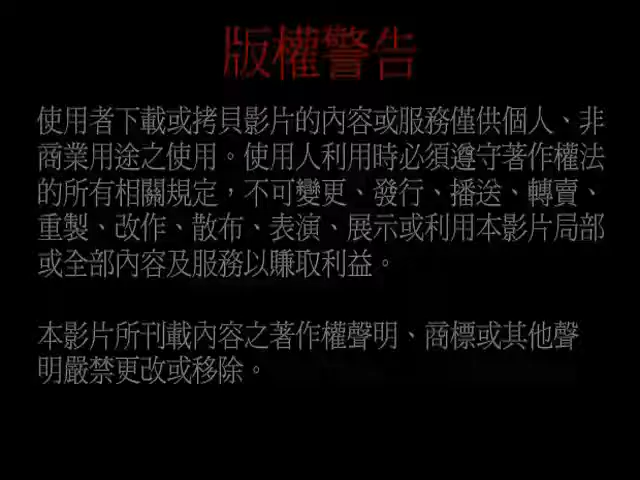 版權警告
使用者下載或拷貝影片的內容或服務僅供個人、非
商業用途之使用。使用人利用時必須遵守著作權法
的所有相關規定，不可變更、發行、播送、轉賣、
重製、改作、散布、表演、展示或利用本影片局部
或全部內容及服務以賺取利益。
本影片所刊載內容之著作權聲明、商標或其他聲
明嚴禁更改或移除。